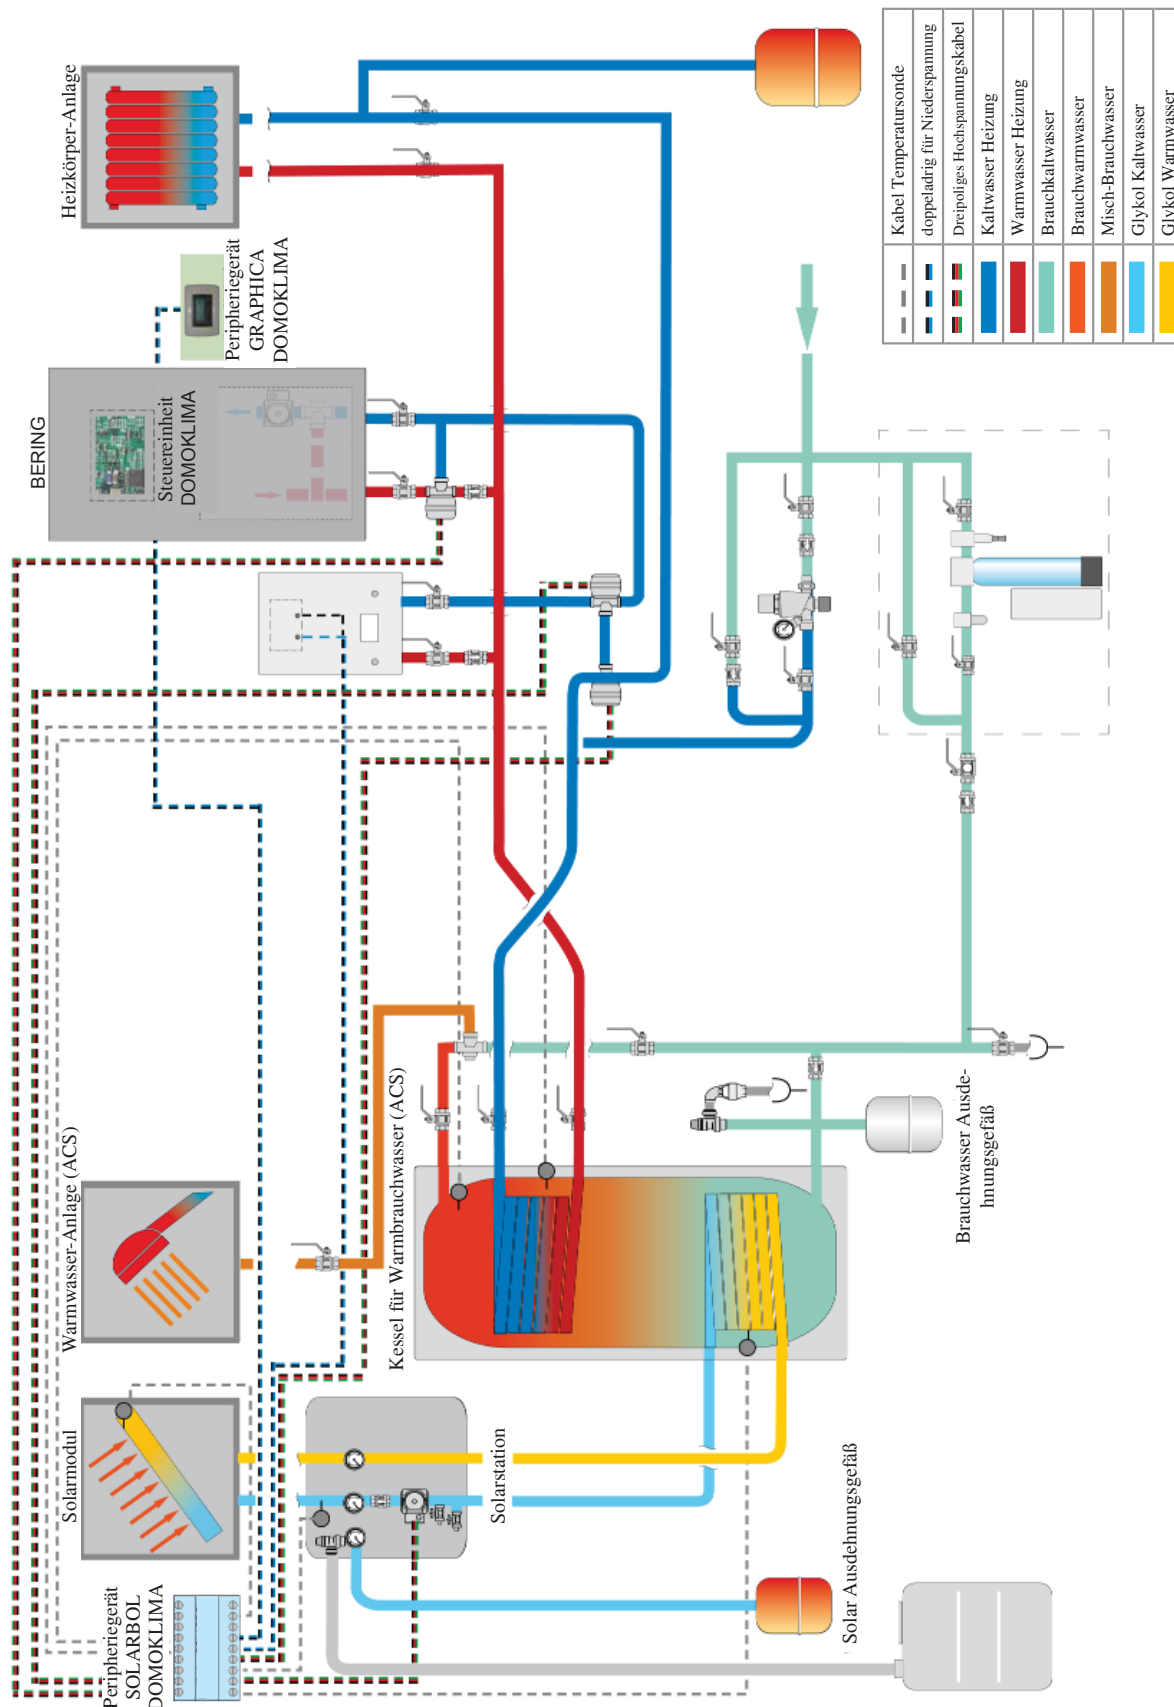 Heizkörper-Anlage
Peripheriegerät
GRAPHICA
DOMOKLIMA
BERING
Steuereinheit
DOMOKLIMA
Warmwasser-Anlage (ACS)
Solarmodul
Peripheriegerät
SOLARBOL
DOMOKLIMA
Kessel für Warmbrauchwasser (ACS)
Solarstation
Solar Ausdehnungsgefäß
Brauchwasser Ausde-
hnungsgefäß
Kabel Temperatursonde
doppeladrig für Niederspannung
Dreipoliges Hochspannungskabel
Kaltwasser Heizung
Warmwasser Heizung
Brauchkaltwasser
Brauchwarmwasser
Misch-Brauchwasser
Glykol Kaltwasser
Glykol Warmwasser